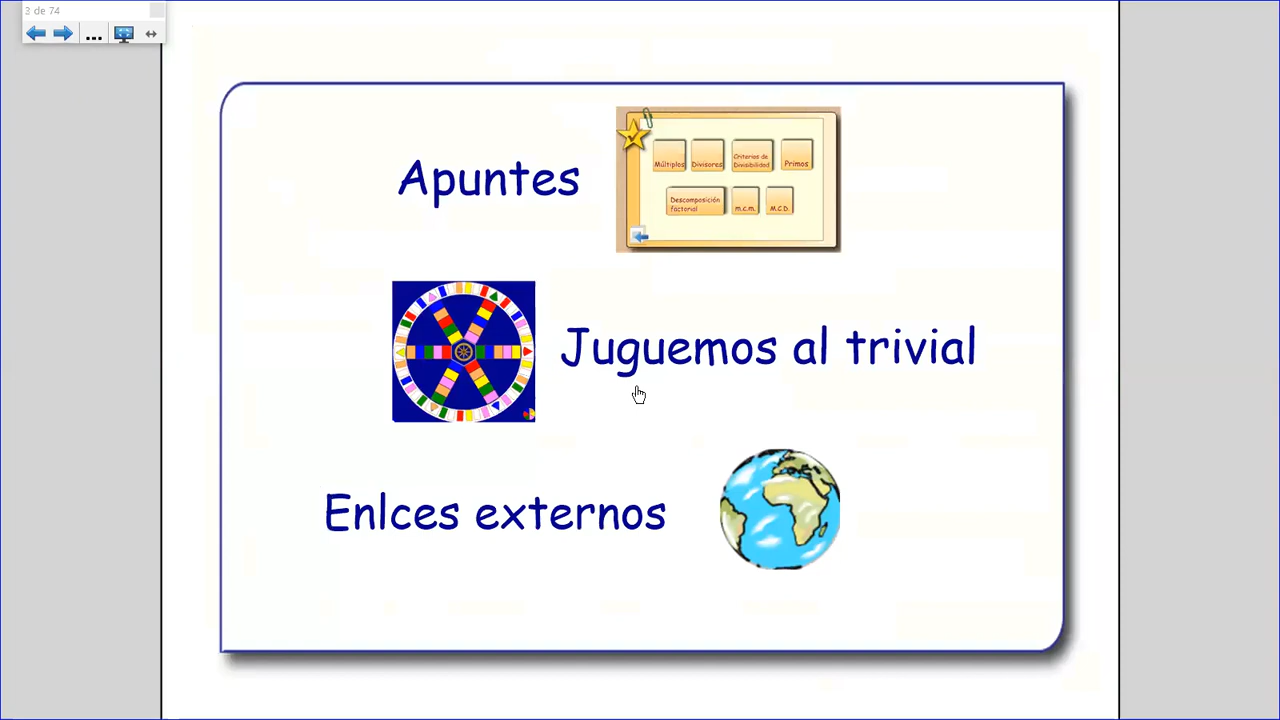 3 de 74
...
Apuntes
Múltiplos Divisores Criterios de Divisibilidad Primos
Descomposición factorial m.c.m. M.C.D.
Juguemos al trivial
Enlces externos